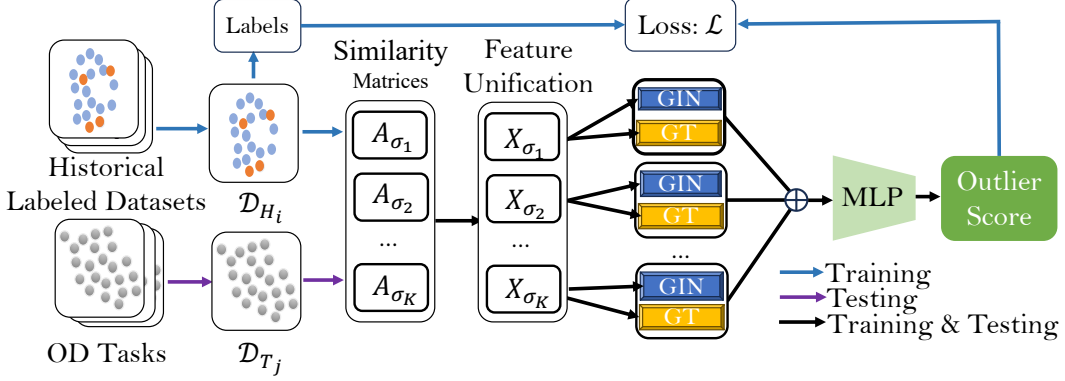 Labels
Loss: ℒ
Similarity
Matrices
Feature
Unification
Historical
Labeled Datasets
𝒟_{H_i}
A_{σ_1}
A_{σ_2}
...
A_{σ_K}
X_{σ_1}
X_{σ_2}
...
X_{σ_K}
GIN
GT
GIN
GT
...
GIN
GT
MLP
Outlier
Score
OD Tasks
𝒟_{T_j}
Training
Testing
Training & Testing